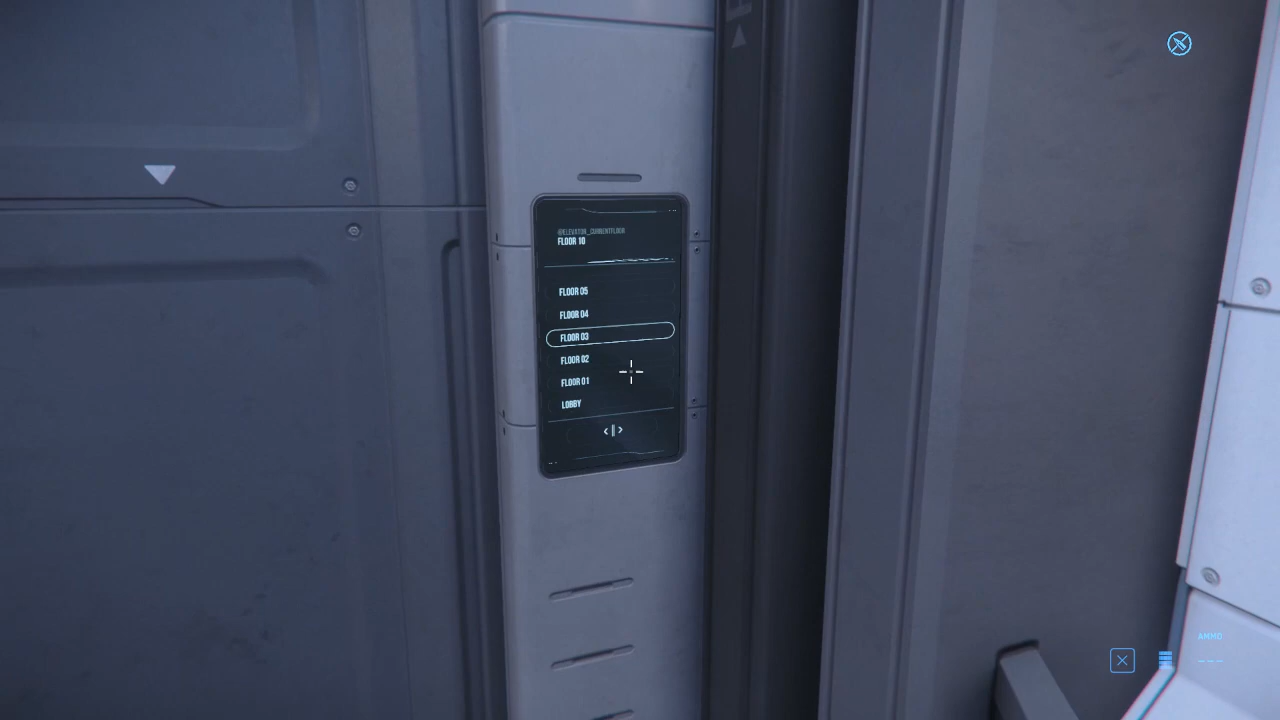 @ELEVATOR_CURRENTFLOOR
FLOOR 10
FLOOR 05
FLOOR 04
FLOOR 03
FLOOR 02
FLOOR 01
LOBBY
<||>
AMMO
---